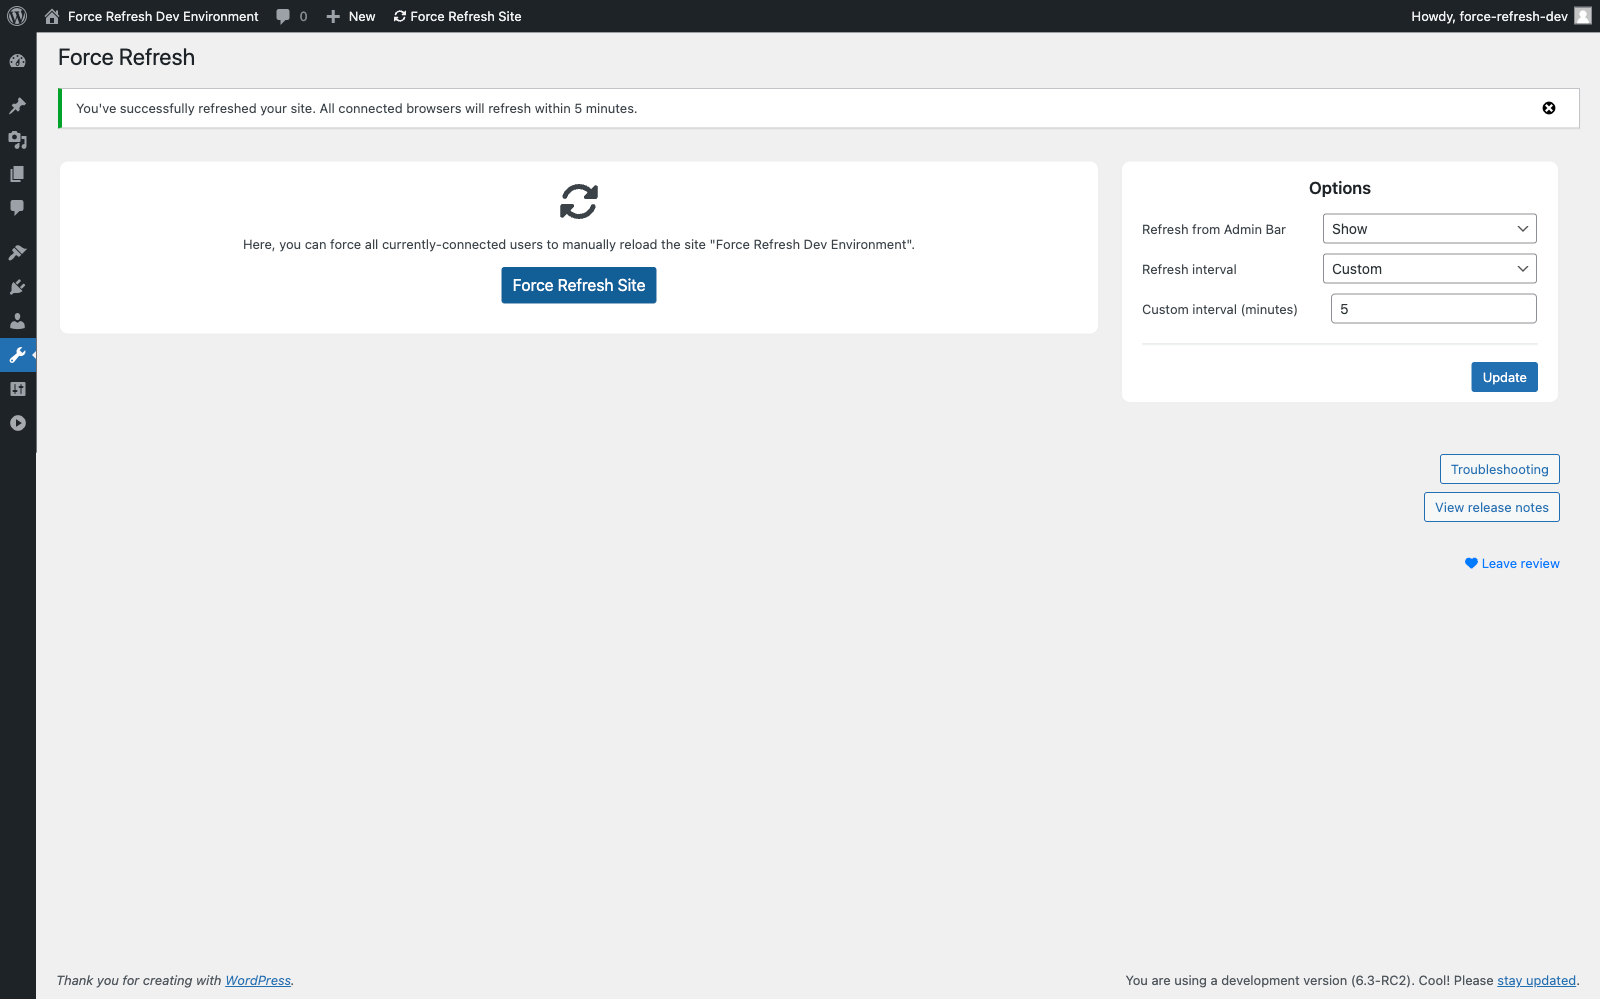 Force Refresh Dev Environment 0 New Force Refresh Site Howdy, force-refresh-dev
Force Refresh
You've successfully refreshed your site. All connected browsers will refresh within 5 minutes.
Here, you can force all currently-connected users to manually reload the site "Force Refresh Dev Environment".
Force Refresh Site
Options
Refresh from Admin Bar Show
Refresh interval Custom
Custom interval (minutes) 5
Update
Troubleshooting
View release notes
Leave review
Thank you for creating with WordPress. You are using a development version (6.3-RC2). Cool! Please stay updated.